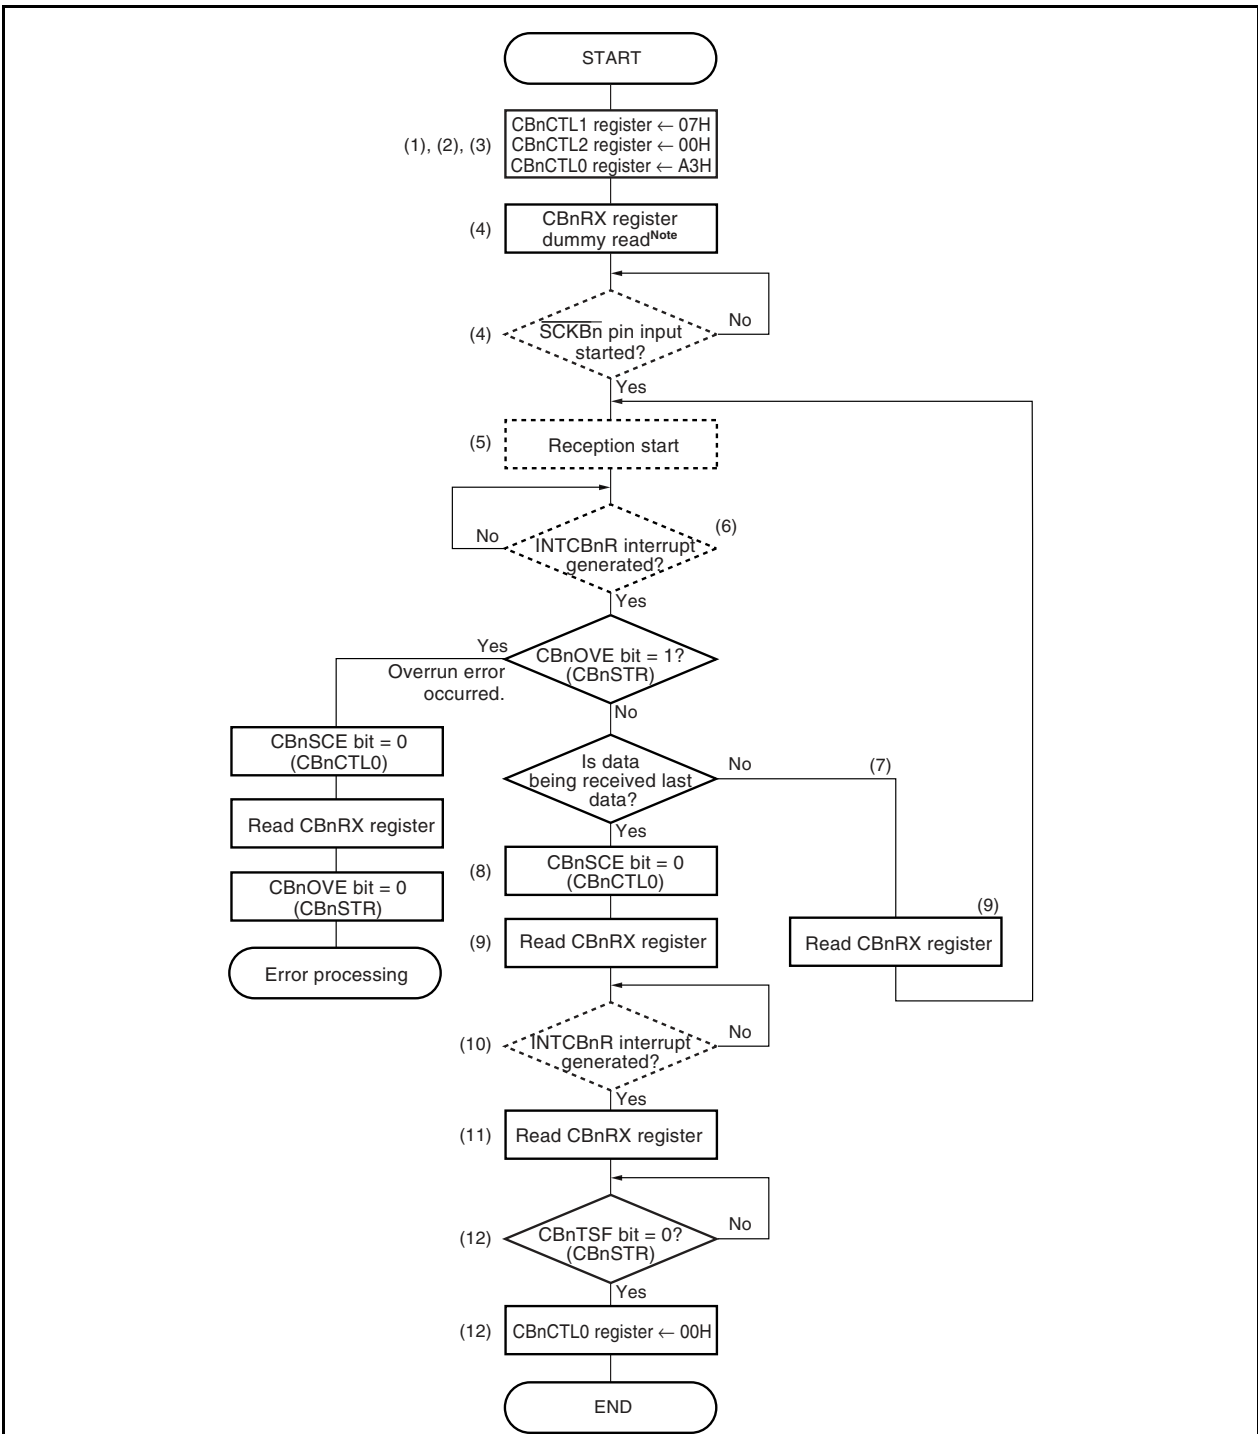 START
(1), (2), (3)
CBnCTL1 register ← 07H
CBnCTL2 register ← 00H
CBnCTL0 register ← A3H
(4)
CBnRX register
dummy readNote
(4)
SCKBn pin input
started?
No
Yes
(5)
Reception start
(6)
No
INTCBnR interrupt
generated?
Yes
Yes
CBnOVE bit = 1?
(CBnSTR)
Overrun error
occurred.
No
CBnSCE bit = 0
(CBnCTL0)
Is data
being received last
data?
No
(7)
Read CBnRX register
Yes
(8)
CBnSCE bit = 0
(CBnCTL0)
CBnOVE bit = 0
(CBnSTR)
(9)
Read CBnRX register
(9)
Read CBnRX register
Error processing
(10)
INTCBnR interrupt
generated?
No
Yes
(11)
Read CBnRX register
(12)
CBnTSF bit = 0?
(CBnSTR)
No
Yes
(12)
CBnCTL0 register ← 00H
END